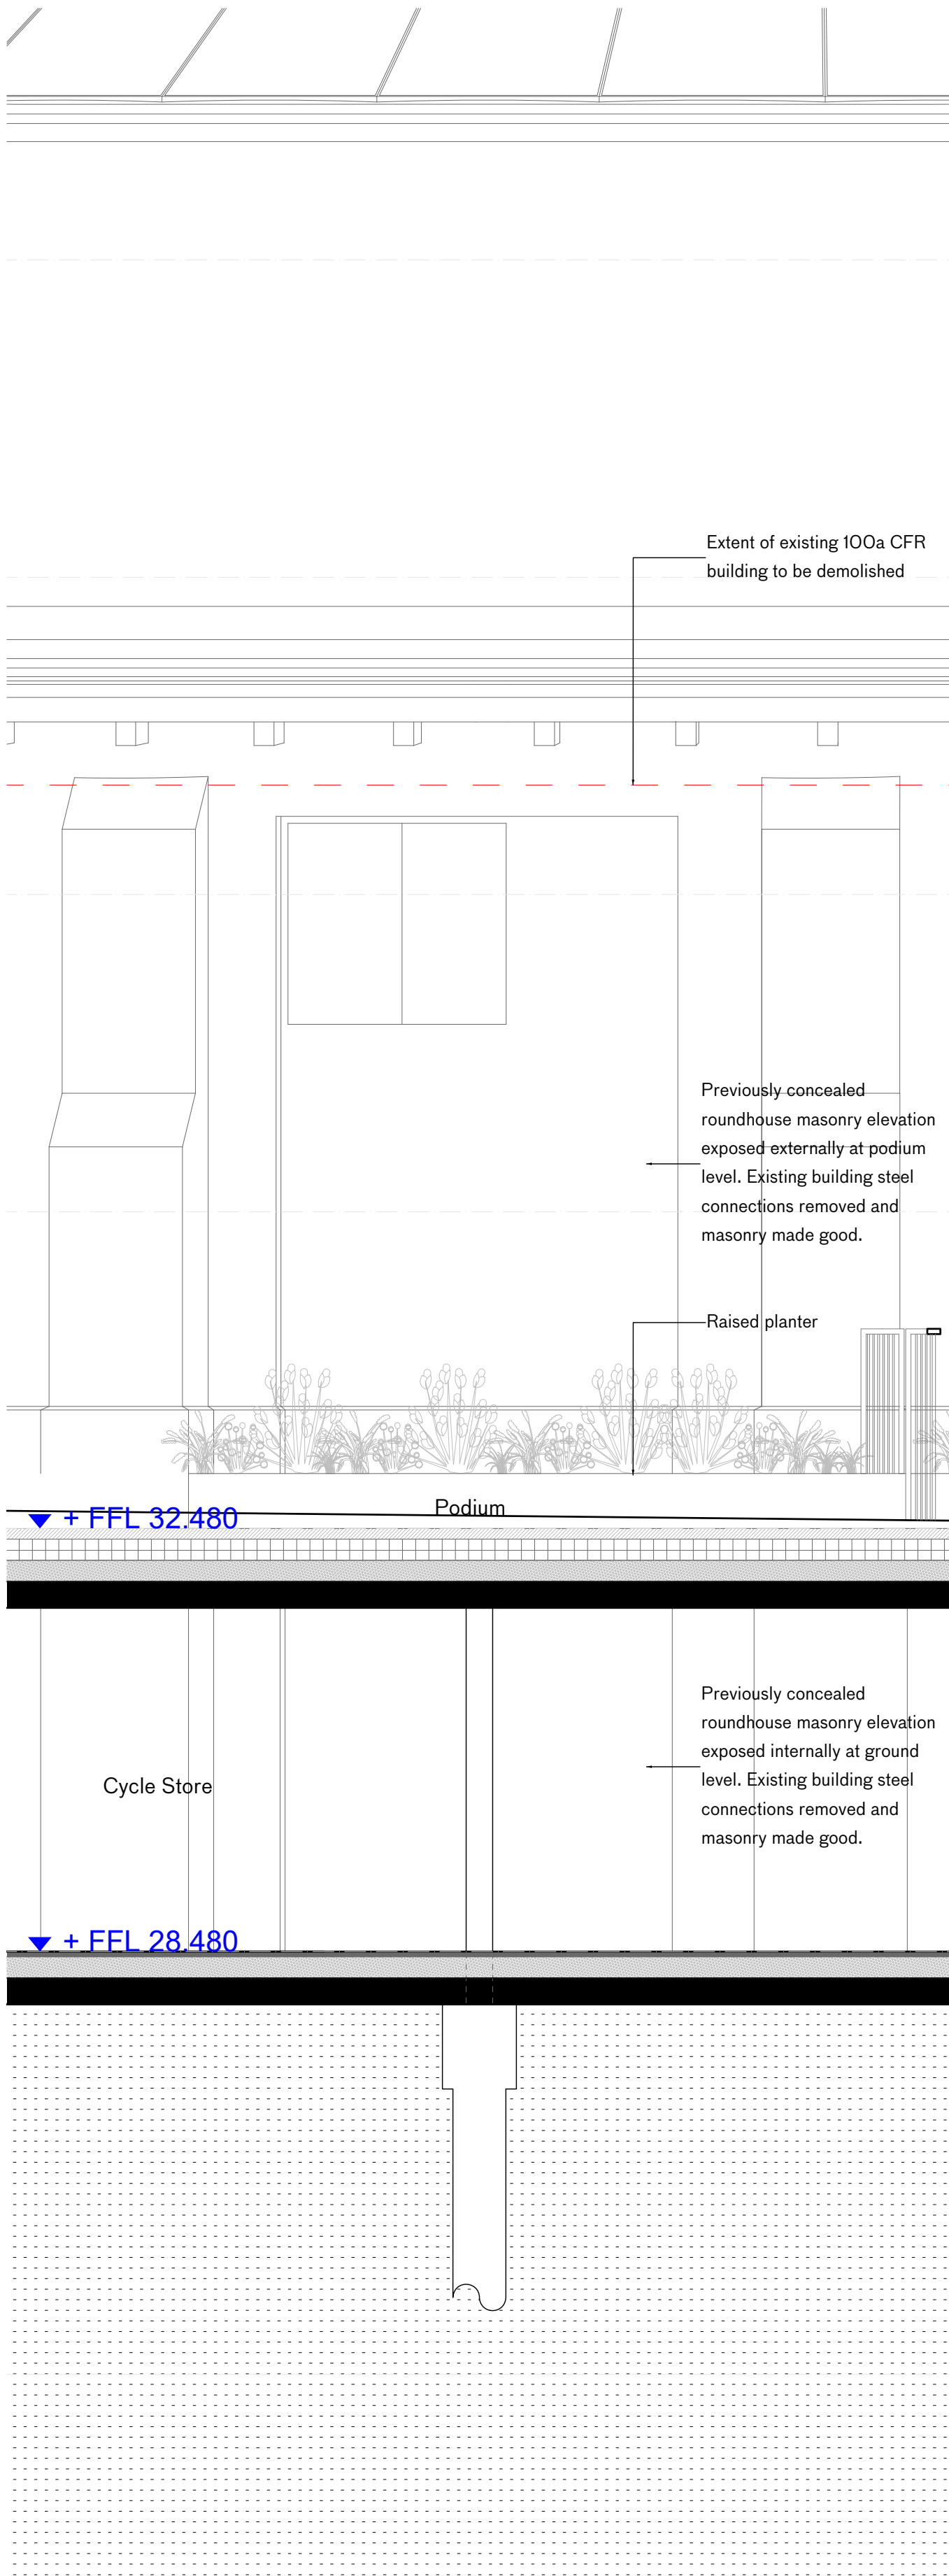 Extent of existing 100a CFR
building to be demolished
Previously concealed
roundhouse masonry elevation
exposed externally at podium
level. Existing building steel
connections removed and
masonry made good.
Raised planter
Podium
+ FFL 32.480
Previously concealed
roundhouse masonry elevation
exposed internally at ground
level. Existing building steel
connections removed and
masonry made good.
Cycle Store
+ FFL 28.480